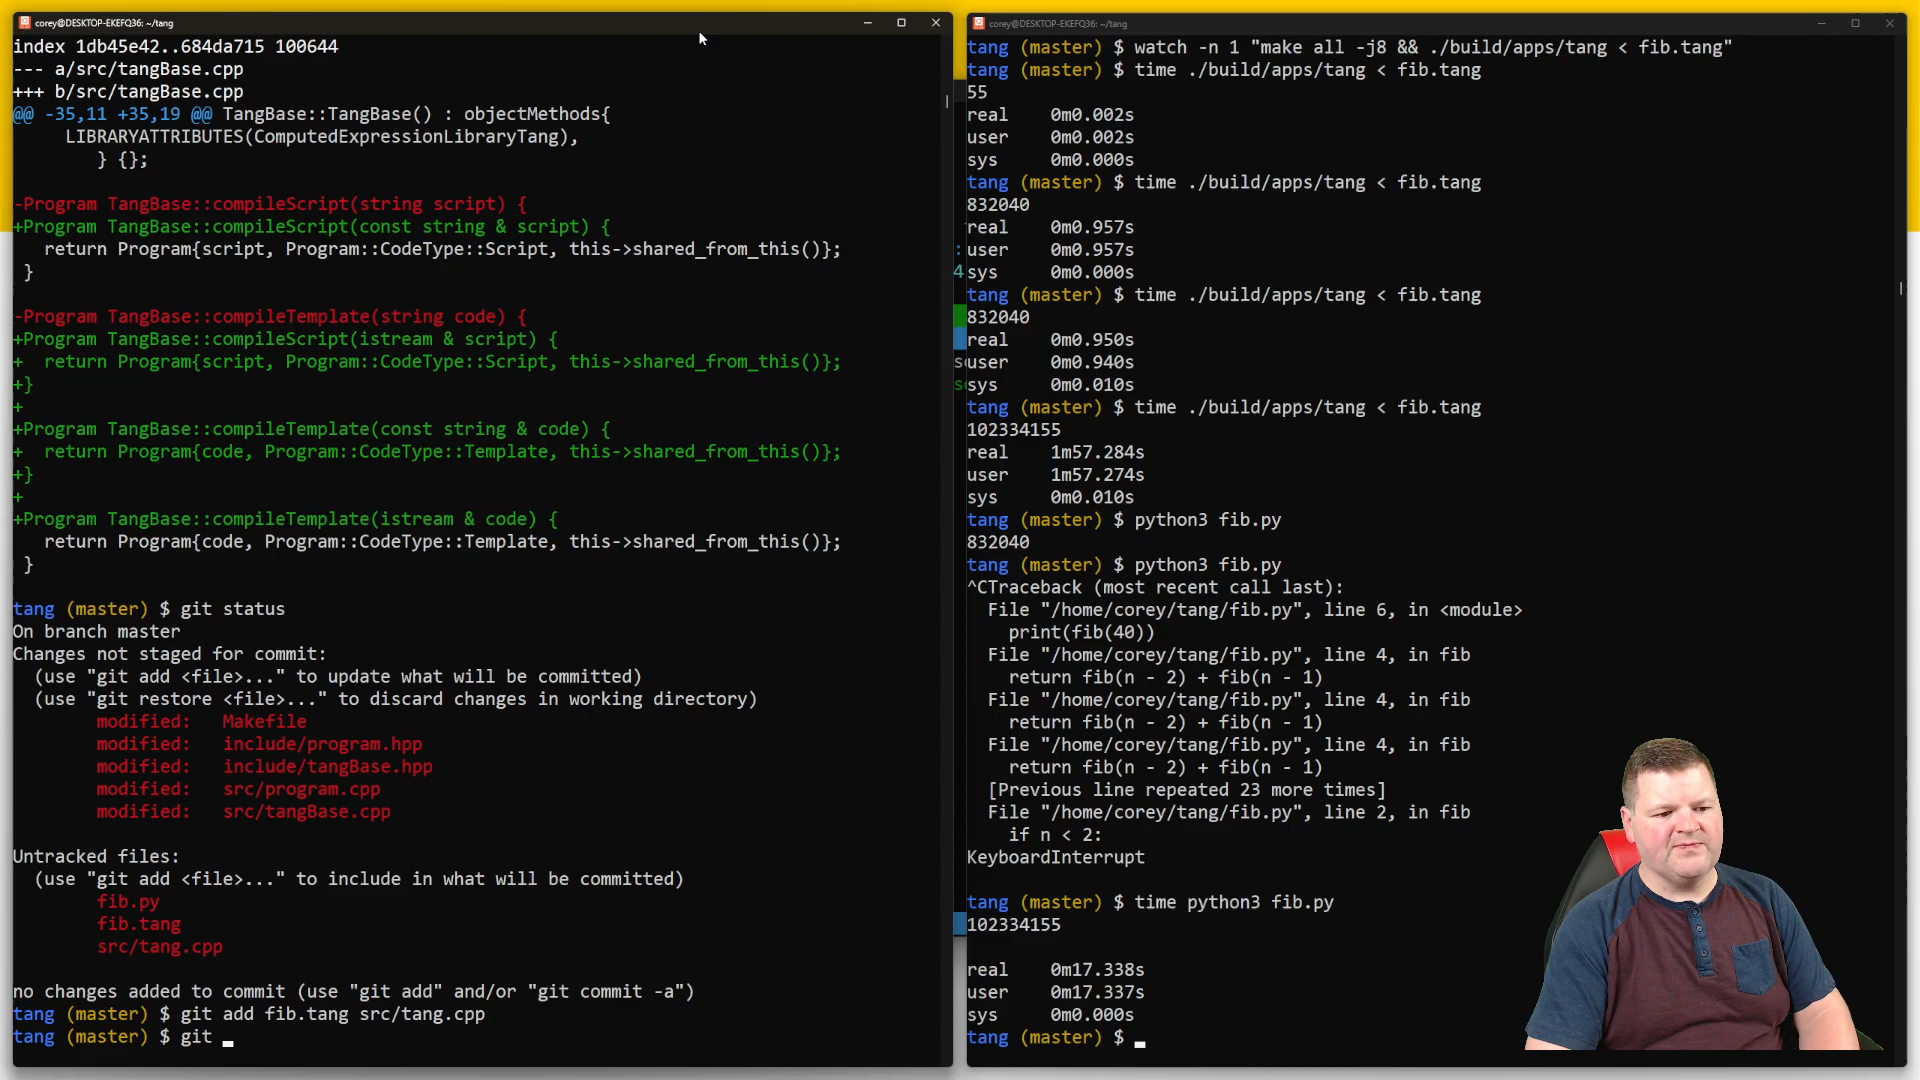 corey@DESKTOP-EKEFQ36: ~/tang
index 1db45e42..684da715 100644
--- a/src/tangBase.cpp
+++ b/src/tangBase.cpp
@@ -35,11 +35,19 @@ TangBase::TangBase() : objectMethods{
     LIBRARYATTRIBUTES(ComputedExpressionLibraryTang),
        } {};
-Program TangBase::compileScript(string script) {
+Program TangBase::compileScript(const string & script) {
   return Program{script, Program::CodeType::Script, this->shared_from_this()};
 }
-Program TangBase::compileTemplate(string code) {
+Program TangBase::compileScript(istream & script) {
+  return Program{script, Program::CodeType::Script, this->shared_from_this()};
+}
+
+Program TangBase::compileTemplate(const string & code) {
+  return Program{code, Program::CodeType::Template, this->shared_from_this()};
+}
+
+Program TangBase::compileTemplate(istream & code) {
   return Program{code, Program::CodeType::Template, this->shared_from_this()};
 }
tang (master) $ git status
On branch master
Changes not staged for commit:
  (use "git add <file>..." to update what will be committed)
  (use "git restore <file>..." to discard changes in working directory)
        modified:   Makefile
        modified:   include/program.hpp
        modified:   include/tangBase.hpp
        modified:   src/program.cpp
        modified:   src/tangBase.cpp
Untracked files:
  (use "git add <file>..." to include in what will be committed)
        fib.py
        fib.tang
        src/tang.cpp
no changes added to commit (use "git add" and/or "git commit -a")
tang (master) $ git add fib.tang src/tang.cpp
tang (master) $ git
corey@DESKTOP-EKEFQ36: ~/tang
tang (master) $ watch -n 1 "make all -j8 && ./build/apps/tang < fib.tang"
tang (master) $ time ./build/apps/tang < fib.tang
55
real    0m0.002s
user    0m0.002s
sys     0m0.000s
tang (master) $ time ./build/apps/tang < fib.tang
832040
real    0m0.957s
user    0m0.957s
sys     0m0.000s
tang (master) $ time ./build/apps/tang < fib.tang
832040
real    0m0.950s
user    0m0.940s
sys     0m0.010s
tang (master) $ time ./build/apps/tang < fib.tang
102334155
real    1m57.284s
user    1m57.274s
sys     0m0.010s
tang (master) $ python3 fib.py
832040
tang (master) $ python3 fib.py
^CTraceback (most recent call last):
  File "/home/corey/tang/fib.py", line 6, in <module>
    print(fib(40))
  File "/home/corey/tang/fib.py", line 4, in fib
    return fib(n - 2) + fib(n - 1)
  File "/home/corey/tang/fib.py", line 4, in fib
    return fib(n - 2) + fib(n - 1)
  File "/home/corey/tang/fib.py", line 4, in fib
    return fib(n - 2) + fib(n - 1)
  [Previous line repeated 23 more times]
  File "/home/corey/tang/fib.py", line 2, in fib
    if n < 2:
KeyboardInterrupt
tang (master) $ time python3 fib.py
102334155
real    0m17.338s
user    0m17.337s
sys     0m0.000s
tang (master) $